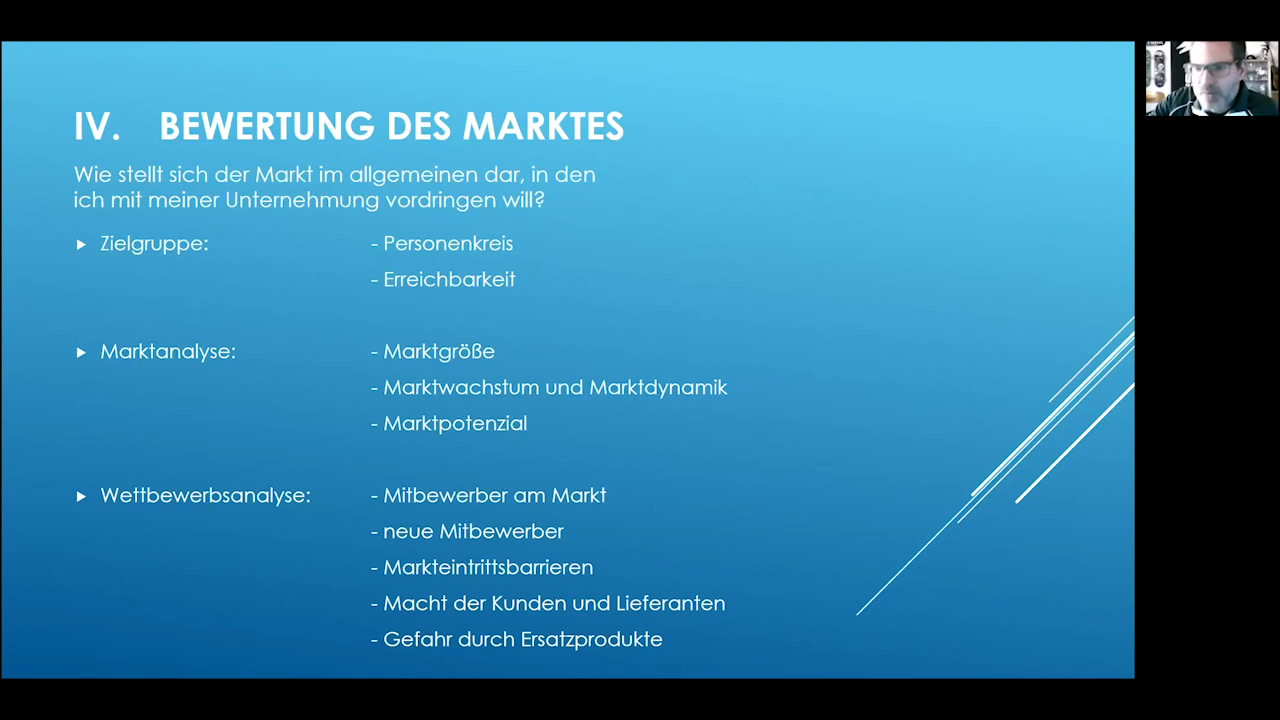 IV. BEWERTUNG DES MARKTES
Wie stellt sich der Markt im allgemeinen dar, in den
ich mit meiner Unternehmung vordringen will?
Zielgruppe: - Personenkreis
- Erreichbarkeit
Marktanalyse: - Marktgröße
- Marktwachstum und Marktdynamik
- Marktpotenzial
Wettbewerbsanalyse: - Mitbewerber am Markt
- neue Mitbewerber
- Markteintrittsbarrieren
- Macht der Kunden und Lieferanten
- Gefahr durch Ersatzprodukte